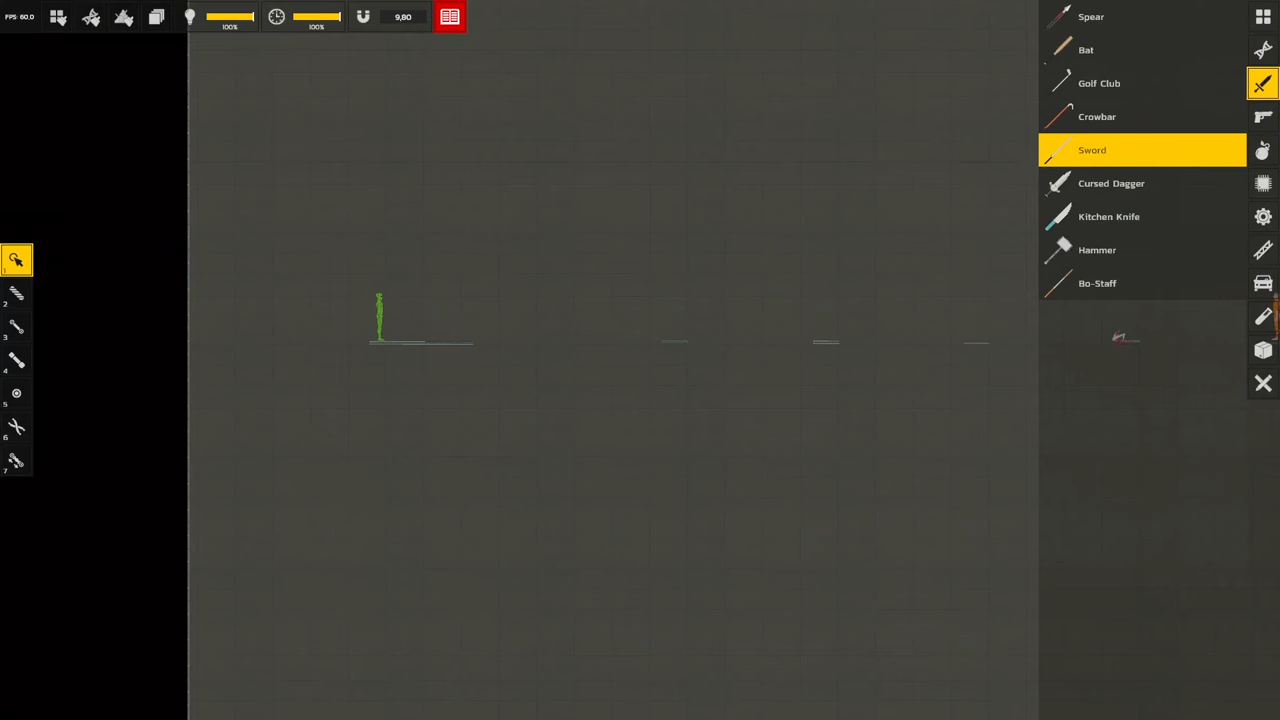 FPS: 60,0
100%
100%
9,80
Spear
Bat
Golf Club
Crowbar
Sword
Cursed Dagger
Kitchen Knife
Hammer
Bo-Staff
1
2
3
4
5
6
7